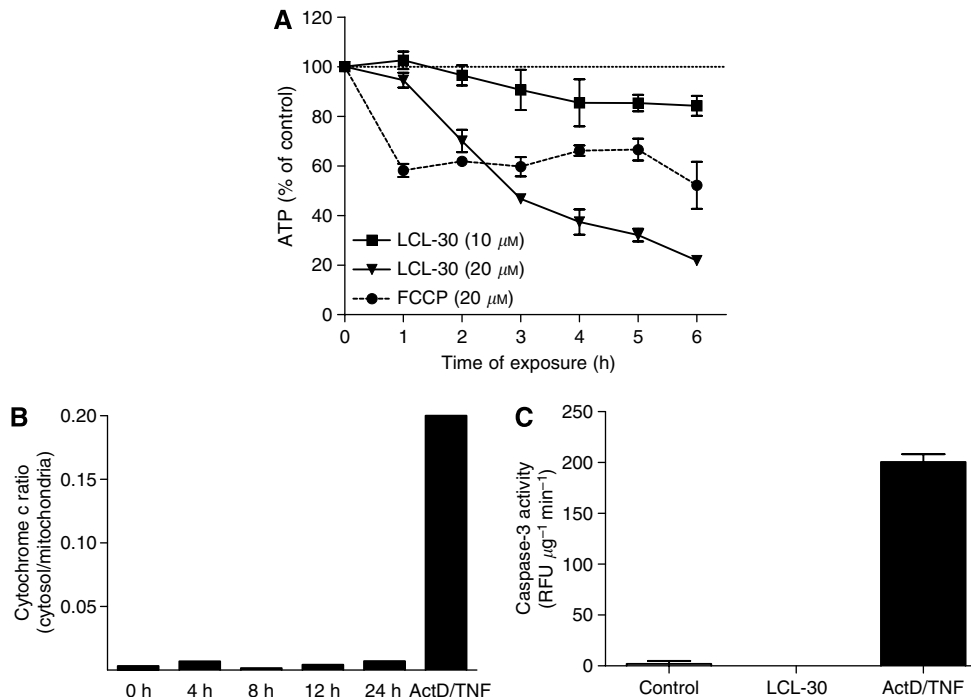 A
120
100
80
60
40
20
0
ATP (% of control)
LCL-30 (10 μM)
LCL-30 (20 μM)
FCCP (20 μM)
0 1 2 3 4 5 6
Time of exposure (h)
B
0.20
0.15
0.10
0.05
Cytochrome c ratio
(cytosol/mitochondria)
0 h 4 h 8 h 12 h 24 h ActD/TNF
C
250
200
150
100
50
0
Caspase-3 activity
(RFU μg⁻¹ min⁻¹)
Control LCL-30 ActD/TNF